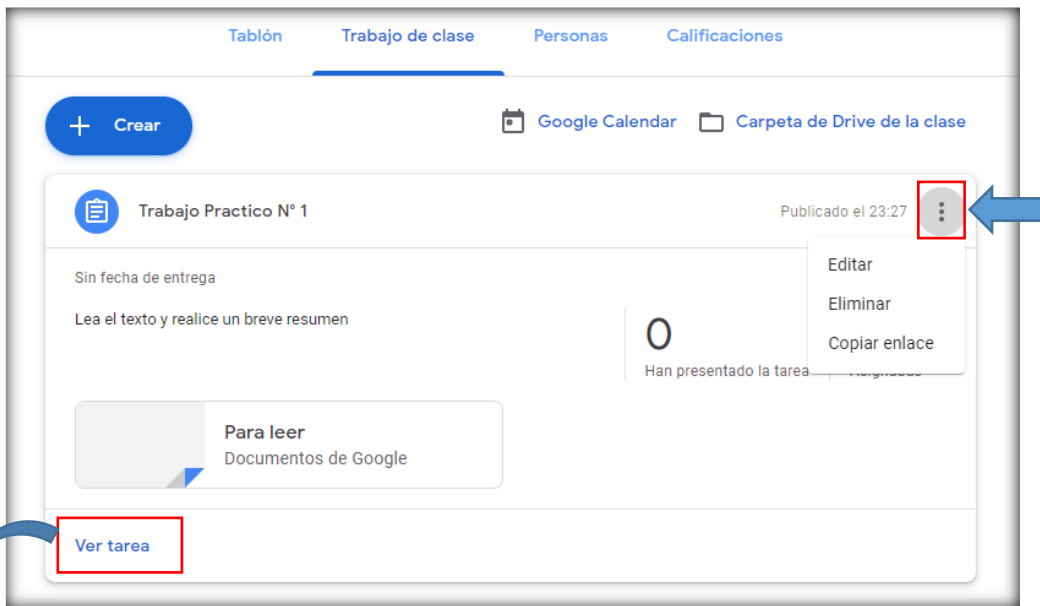 Tablón Trabajo de clase Personas Calificaciones
Crear
Google Calendar Carpeta de Drive de la clase
Trabajo Practico N° 1 Publicado el 23:27
Editar
Sin fecha de entrega
Eliminar
Lea el texto y realice un breve resumen
0
Copiar enlace
Han presentado la tarea
Para leer
Documentos de Google
Ver tarea